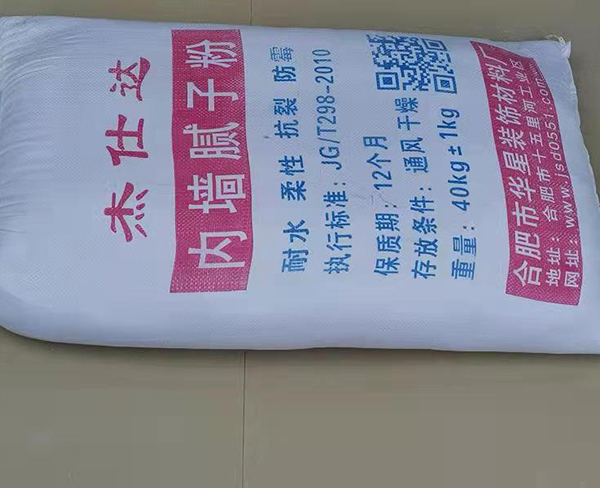 杰仕达
内墙腻子粉
耐水 柔性 抗裂 防霉
执行标准：JG/T298-2010
保质期：12个月
存放条件：通风 干燥
重量：40kg±1kg
合肥市华星装饰材料厂
地址：合肥市十五里河工业区
网址：www.jsd0551.com